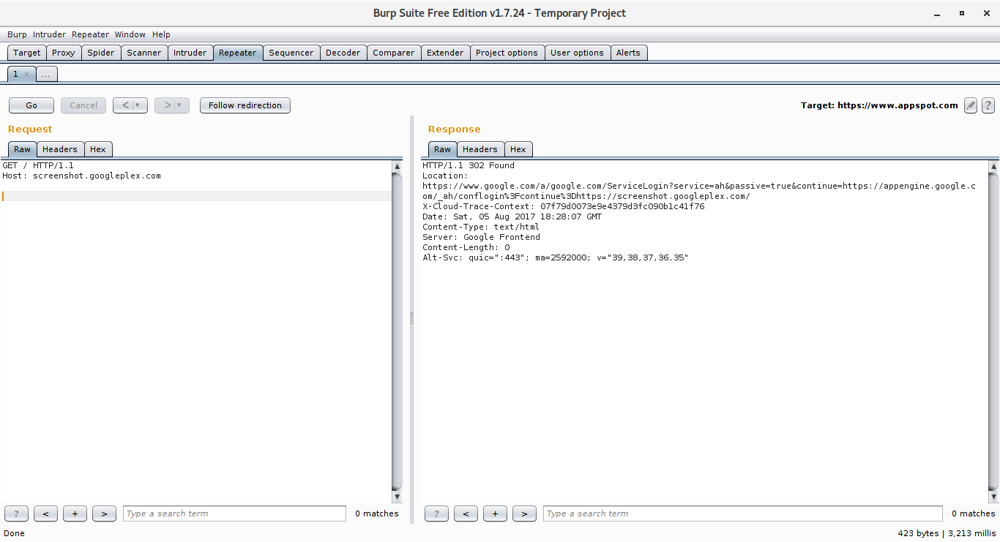 Burp Suite Free Edition v1.7.24 - Temporary Project
Burp Intruder Repeater Window Help
Target Proxy Spider Scanner Intruder Repeater Sequencer Decoder Comparer Extender Project options User options Alerts
1 × ...
Go Cancel < | ▼ > | ▼ Follow redirection Target: https://www.appspot.com ?
Request
Raw Headers Hex
GET / HTTP/1.1
Host: screenshot.googleplex.com
? < + > Type a search term 0 matches
Response
Raw Headers Hex
HTTP/1.1 302 Found
Location:
https://www.google.com/a/google.com/ServiceLogin?service=ah&passive=true&continue=https://appengine.google.c
om/_ah/conflogin%3Fcontinue%3Dhttps://screenshot.googleplex.com/
X-Cloud-Trace-Context: 07f79d0073e9e4379d3fc090b1c41f76
Date: Sat, 05 Aug 2017 18:28:07 GMT
Content-Type: text/html
Server: Google Frontend
Content-Length: 0
Alt-Svc: quic=":443"; ma=2592000; v="39,38,37,36,35"
? < + > Type a search term 0 matches
Done 423 bytes | 3,213 millis